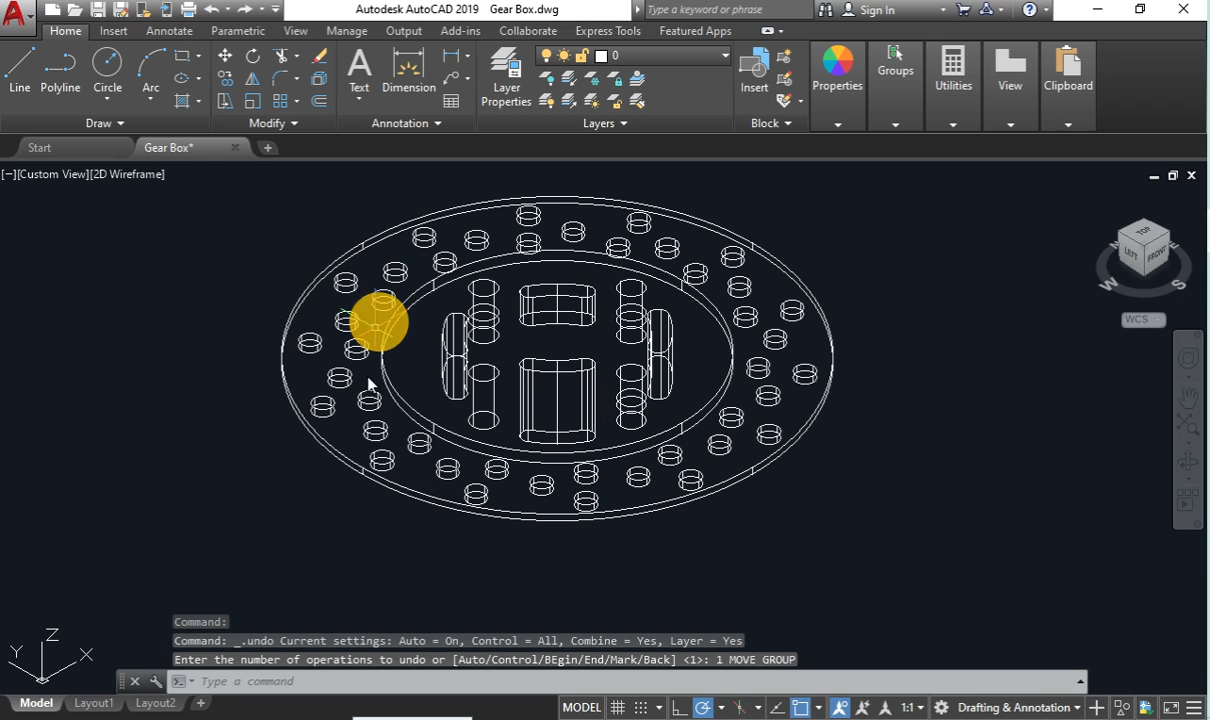 Autodesk AutoCAD 2019 Gear Box.dwg
Type a keyword or phrase
Sign In
Home Insert Annotate Parametric View Manage Output Add-ins Collaborate Express Tools Featured Apps
Line Polyline Circle Arc
Text Dimension
Layer Properties
0
Insert
Properties Groups Utilities View Clipboard
Draw Modify Annotation Layers Block
Start Gear Box*
[−][Custom View][2D Wireframe]
TOP
LEFT FRONT
W S
WCS
Z
Y X
Command:
Command: _.undo Current settings: Auto = On, Control = All, Combine = Yes, Layer = Yes
Enter the number of operations to undo or [Auto/Control/BEgin/End/Mark/Back] <1>: 1 MOVE GROUP
Type a command
Model Layout1 Layout2
MODEL 1:1 Drafting & Annotation